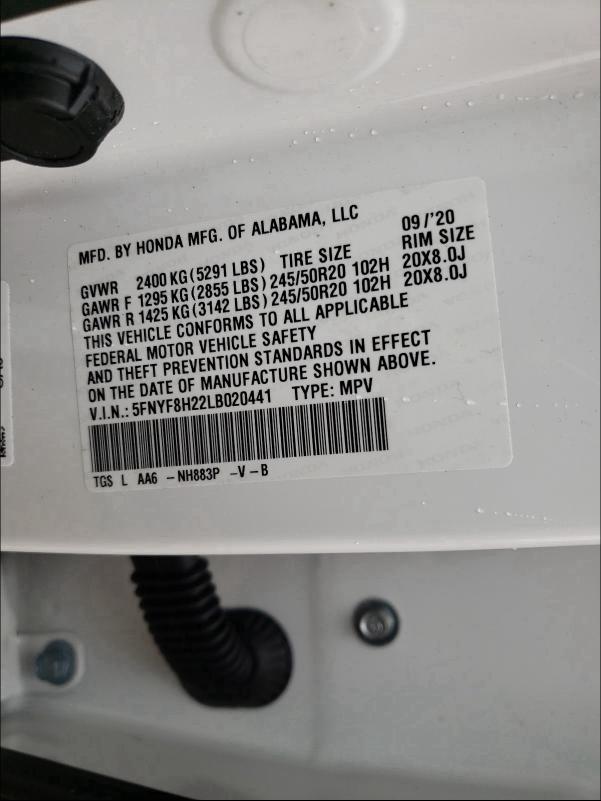 MFD. BY HONDA MFG. OF ALABAMA, LLC 09/'20
GVWR 2400 KG (5291 LBS) TIRE SIZE RIM SIZE
GAWR F 1295 KG (2855 LBS) 245/50R20 102H 20X8.0J
GAWR R 1425 KG (3142 LBS) 245/50R20 102H 20X8.0J
THIS VEHICLE CONFORMS TO ALL APPLICABLE
FEDERAL MOTOR VEHICLE SAFETY
AND THEFT PREVENTION STANDARDS IN EFFECT
ON THE DATE OF MANUFACTURE SHOWN ABOVE.
V.I.N.: 5FNYF8H22LB020441 TYPE: MPV
TGS L AA6 -NH883P -V-B